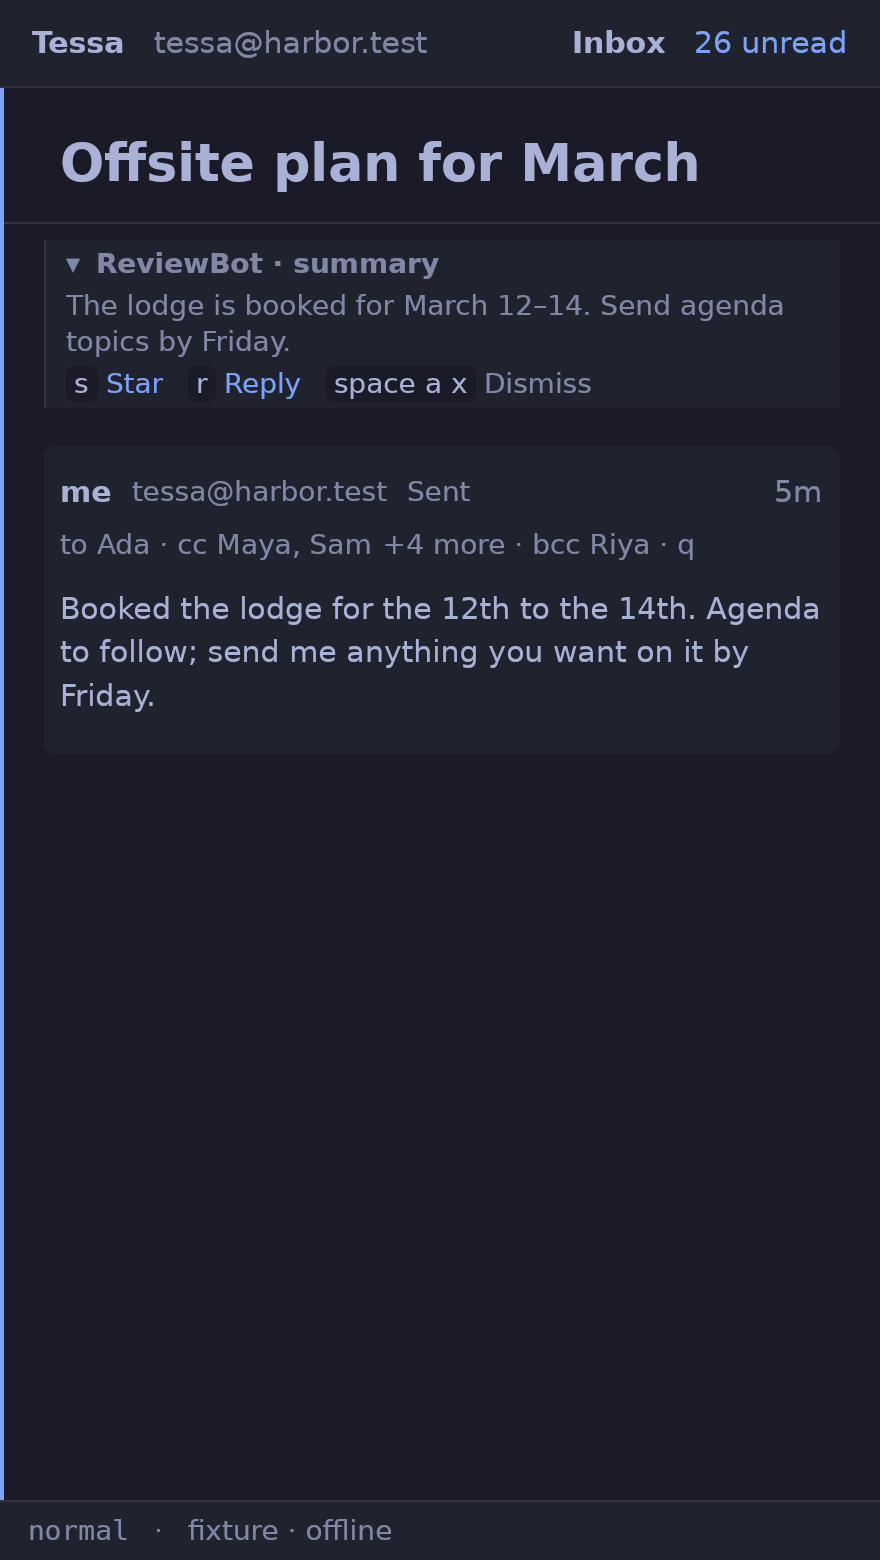 Tessa tessa@harbor.test Inbox 26 unread
Offsite plan for March
▼ ReviewBot · summary
The lodge is booked for March 12–14. Send agenda
topics by Friday.
s Star r Reply space a x Dismiss
me tessa@harbor.test Sent 5m
to Ada · cc Maya, Sam +4 more · bcc Riya · q
Booked the lodge for the 12th to the 14th. Agenda
to follow; send me anything you want on it by
Friday.
normal · fixture · offline